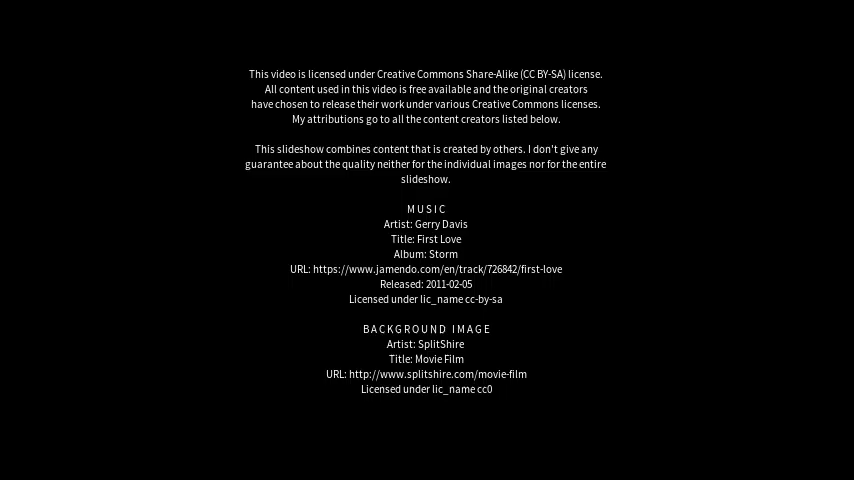 This video is licensed under Creative Commons Share-Alike (CC BY-SA) license.
All content used in this video is free available and the original creators
have chosen to release their work under various Creative Commons licenses.
My attributions go to all the content creators listed below.
This slideshow combines content that is created by others. I don't give any
guarantee about the quality neither for the individual images nor for the entire
slideshow.
MUSIC
Artist: Gerry Davis
Title: First Love
Album: Storm
URL: https://www.jamendo.com/en/track/726842/first-love
Released: 2011-02-05
Licensed under lic_name cc-by-sa
BACKGROUND IMAGE
Artist: SplitShire
Title: Movie Film
URL: http://www.splitshire.com/movie-film
Licensed under lic_name cc0